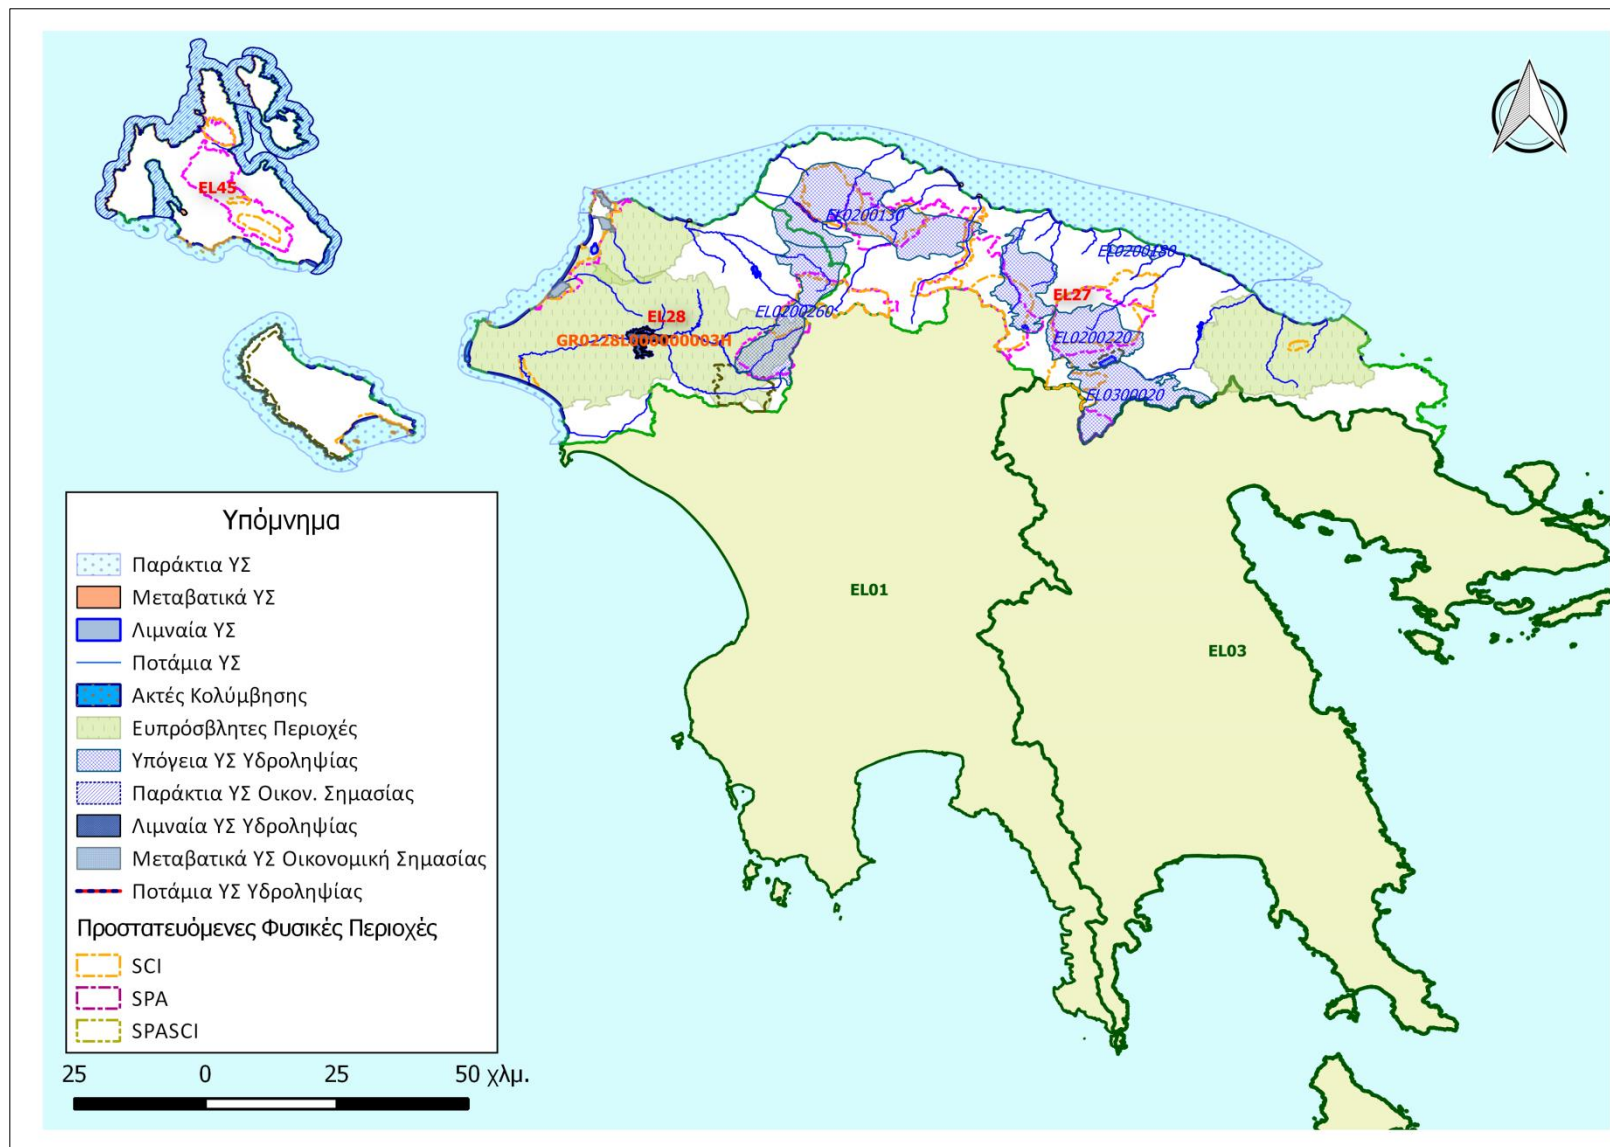 EL45
EL0200130
EL0200180
EL27
EL0200260
EL28
GR0228L000000003H
EL0200220
EL0300020
EL01
EL03
Υπόμνημα
Παράκτια ΥΣ
Μεταβατικά ΥΣ
Λιμναία ΥΣ
Ποτάμια ΥΣ
Ακτές Κολύμβησης
Ευπρόσβλητες Περιοχές
Υπόγεια ΥΣ Υδροληψίας
Παράκτια ΥΣ Οικον. Σημασίας
Λιμναία ΥΣ Υδροληψίας
Μεταβατικά ΥΣ Οικονομική Σημασίας
Ποτάμια ΥΣ Υδροληψίας
Προστατευόμενες Φυσικές Περιοχές
SCI
SPA
SPASCI
25 0 25 50 χλμ.